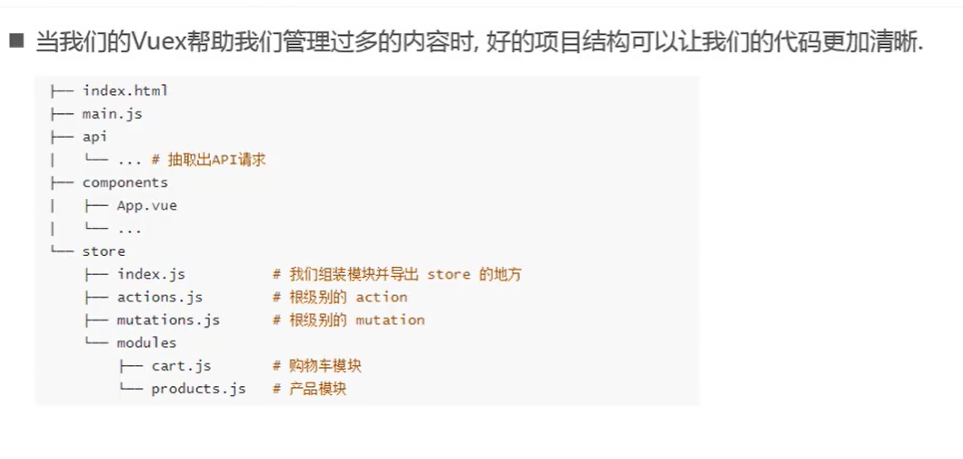 ■ 当我们的Vuex帮助我们管理过多的内容时, 好的项目结构可以让我们的代码更加清晰.
├── index.html
├── main.js
├── api
│   └── ... # 抽取出API请求
├── components
│   ├── App.vue
│   └── ...
└── store
    ├── index.js          # 我们组装模块并导出 store 的地方
    ├── actions.js        # 根级别的 action
    ├── mutations.js      # 根级别的 mutation
    └── modules
        ├── cart.js       # 购物车模块
        └── products.js   # 产品模块